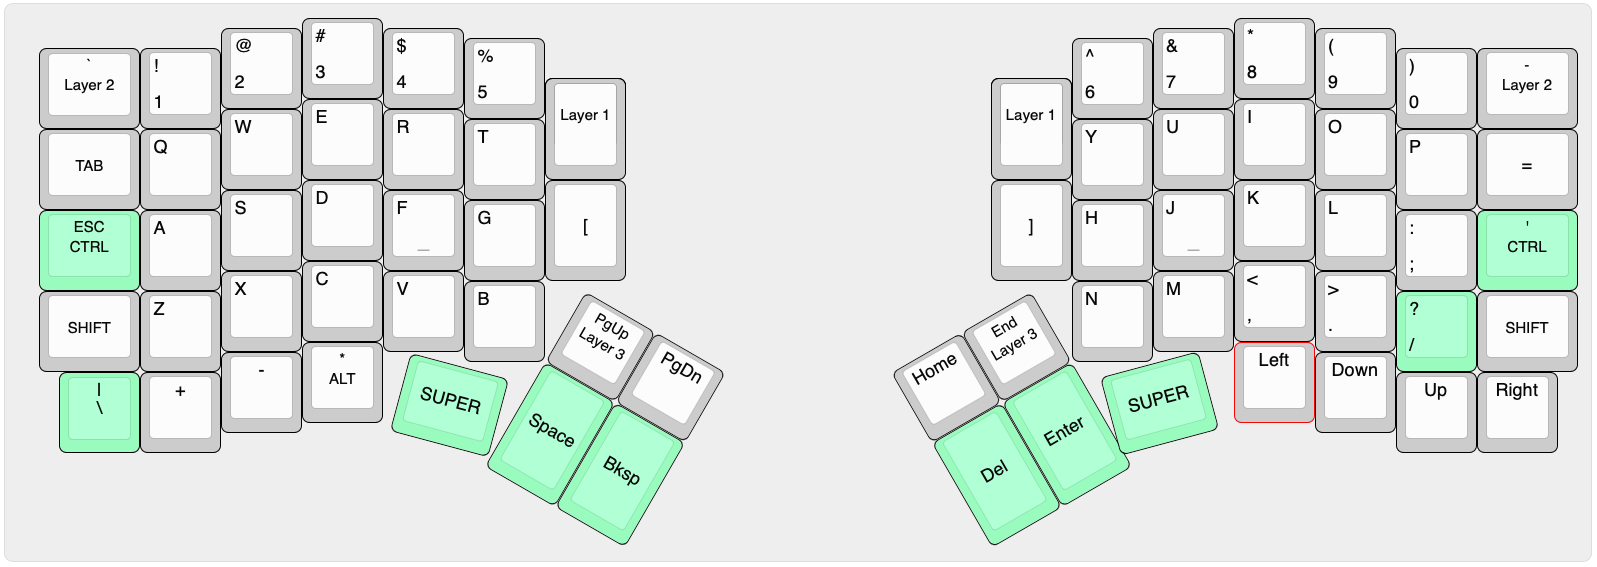 `
Layer 2
!
1
@
2
#
3
$
4
%
5
Layer 1
TAB
Q
W
E
R
T
ESC
CTRL
A
S
D
F
_
G
[
SHIFT
Z
X
C
V
B
|
\
+
-
*
ALT
SUPER
PgUp
Layer 3
PgDn
Space
Bksp
Layer 1
^
6
&
7
*
8
(
9
)
0
-
Layer 2
Y
U
I
O
P
=
]
H
J
_
K
L
:
;
'
CTRL
N
M
<
,
>
.
?
/
SHIFT
Home
End
Layer 3
SUPER
Left
Down
Up
Right
Del
Enter